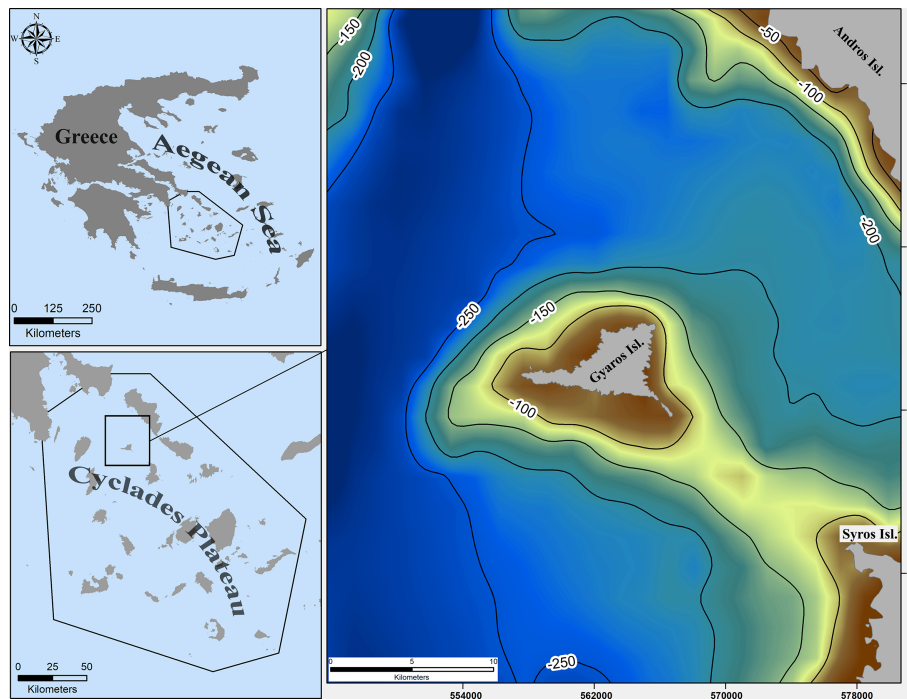 N
W E
S
Greece
Aegean Sea
0 125 250
Kilometers
Cyclades Plateau
0 25 50
Kilometers
-150
-200
-50
Andros Isl.
-100
-200
-250
-150
Gyaros Isl.
-100
Syros Isl.
-250
0 5 10
Kilometers
554000 562000 570000 578000